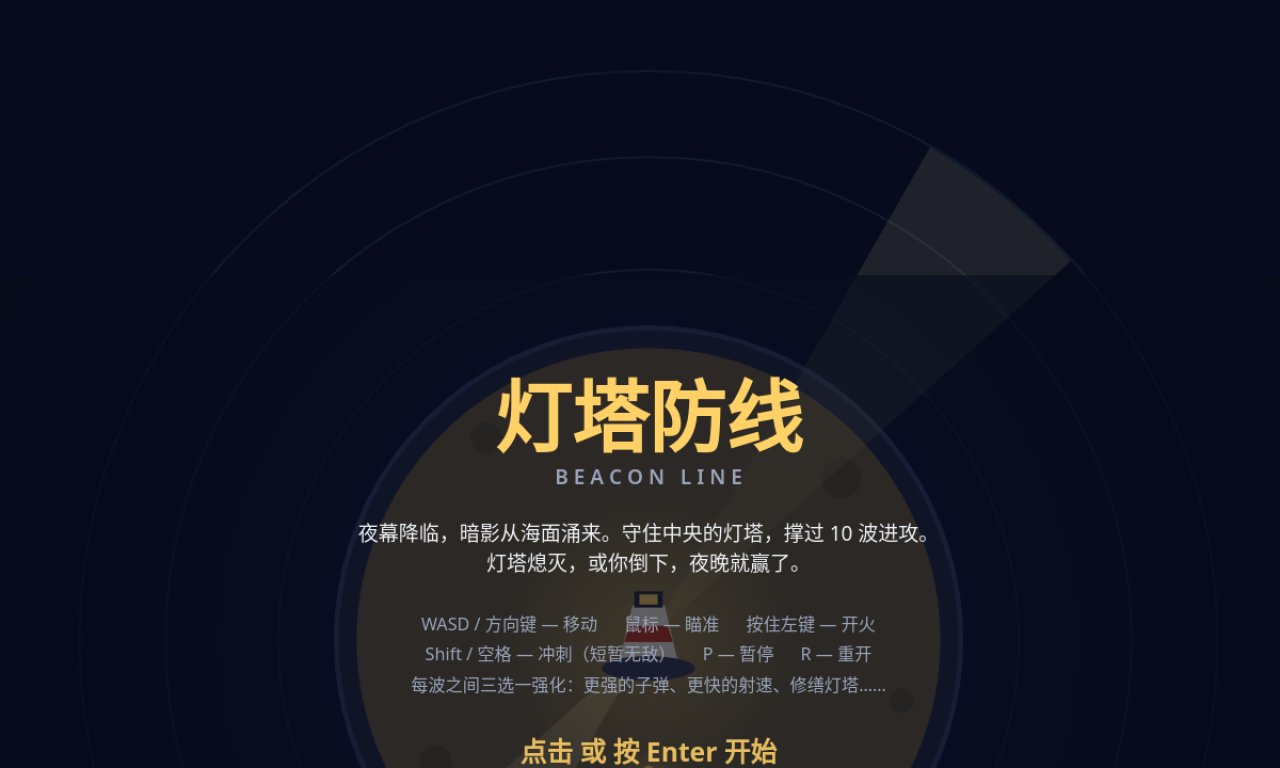 灯塔防线
BEACON LINE
夜幕降临，暗影从海面涌来。守住中央的灯塔，撑过 10 波进攻。
灯塔熄灭，或你倒下，夜晚就赢了。
WASD / 方向键 — 移动 鼠标 — 瞄准 按住左键 — 开火
Shift / 空格 — 冲刺（短暂无敌） P — 暂停 R — 重开
每波之间三选一强化：更强的子弹、更快的射速、修缮灯塔……
点击 或 按 Enter 开始